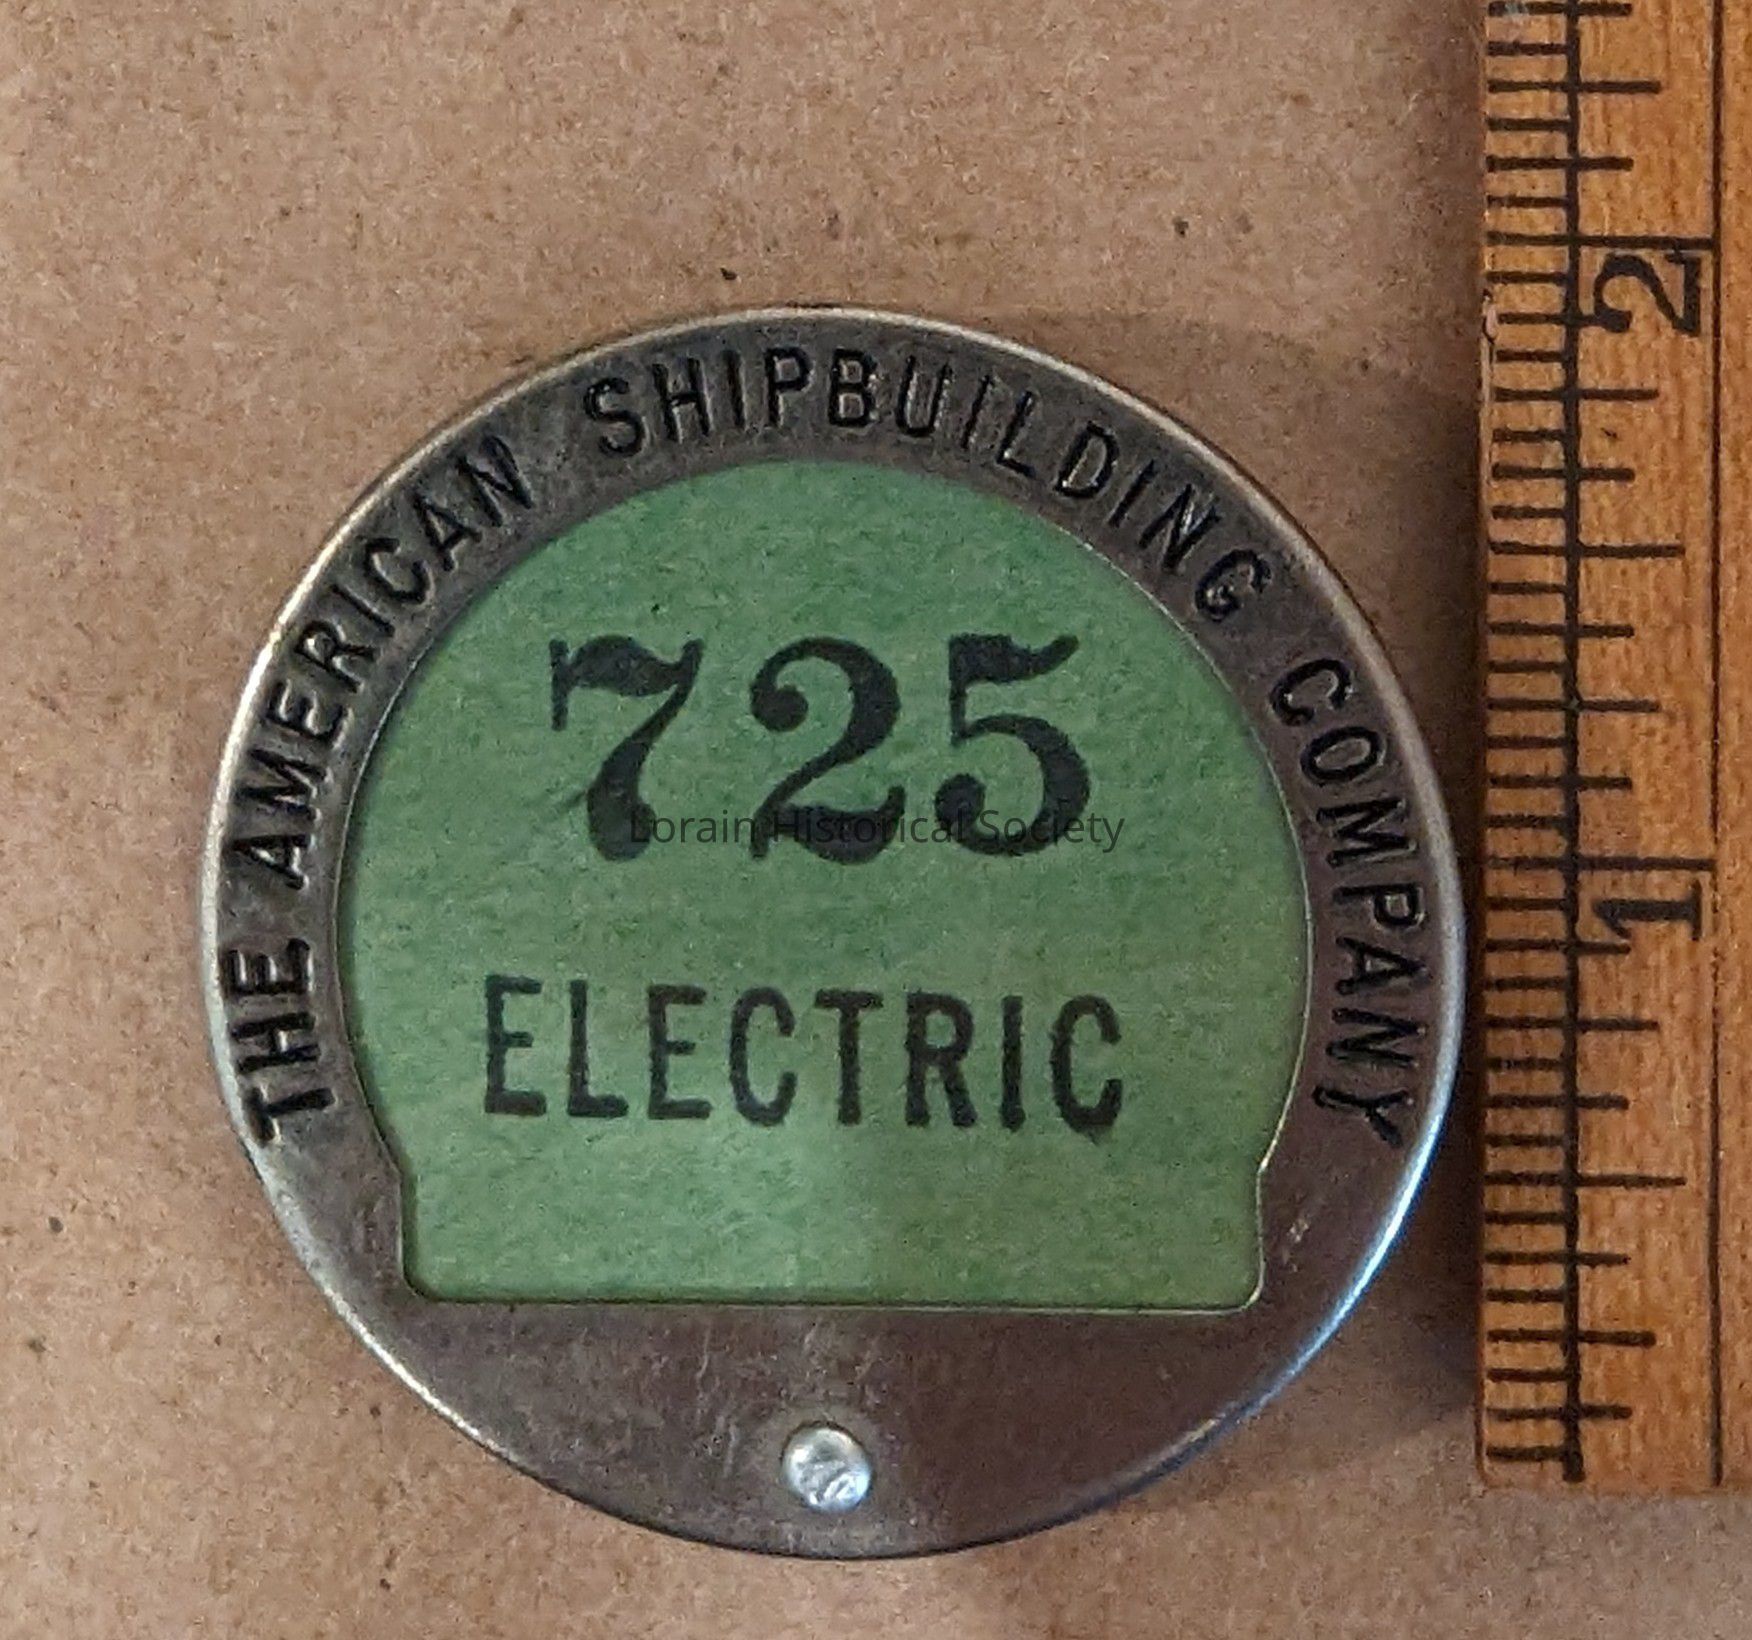 THE AMERICAN SHIPBUILDING COMPANY
725
Lorain Historical Society
ELECTRIC
2
1